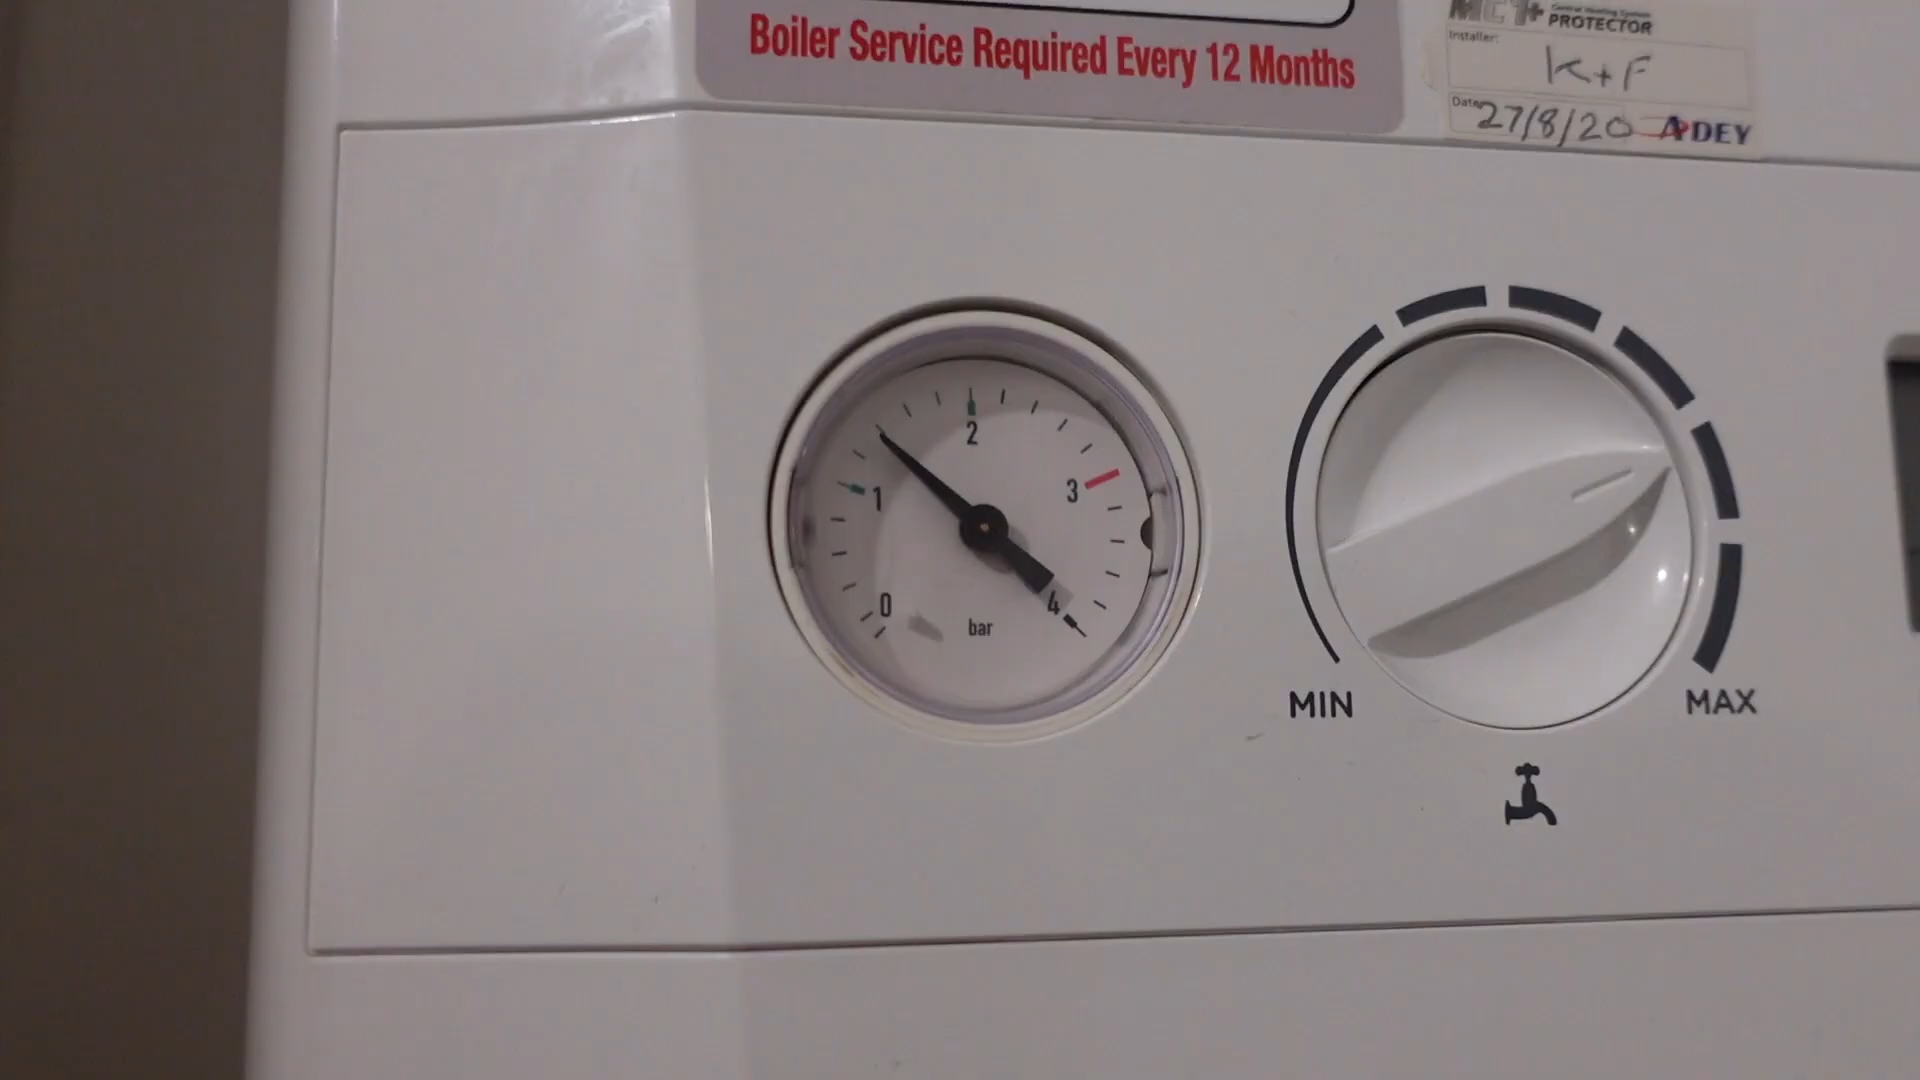 Boiler Service Required Every 12 Months
Central Heating System
PROTECTOR
Installer:
K+F
Date:
27/8/20
ADEY
2
1
3
0
4
bar
MIN
MAX